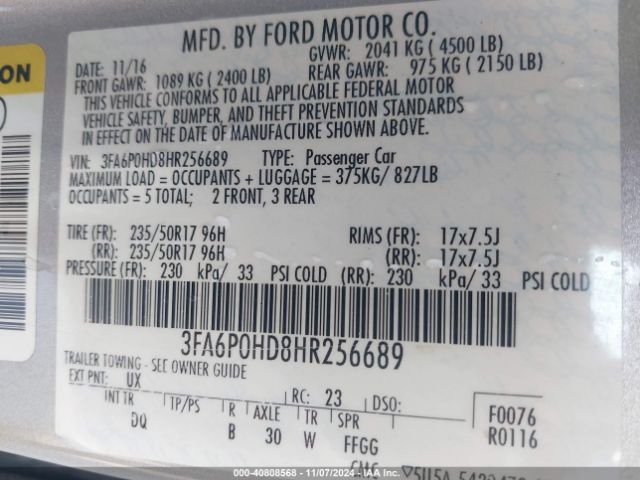 MFD. BY FORD MOTOR CO.
DATE: 11/16 GVWR: 2041 KG ( 4500 LB)
FRONT GAWR: 1089 KG ( 2400 LB) REAR GAWR: 975 KG ( 2150 LB)
THIS VEHICLE CONFORMS TO ALL APPLICABLE FEDERAL MOTOR
VEHICLE SAFETY, BUMPER, AND THEFT PREVENTION STANDARDS
IN EFFECT ON THE DATE OF MANUFACTURE SHOWN ABOVE.
VIN: 3FA6P0HD8HR256689 TYPE: Passenger Car
MAXIMUM LOAD = OCCUPANTS + LUGGAGE = 375KG/ 827LB
OCCUPANTS = 5 TOTAL; 2 FRONT, 3 REAR
TIRE (FR): 235/50R17 96H RIMS (FR): 17x7.5J
(RR): 235/50R17 96H (RR): 17x7.5J
PRESSURE (FR): 230 kPa/ 33 PSI COLD (RR): 230 kPa/ 33 PSI COLD
3FA6P0HD8HR256689
TRAILER TOWING - SEE OWNER GUIDE
EXT PNT: UX RC: 23 DSO:
INT TR TP/PS R AXLE TR SPR F0076
DQ B 30 W FFGG R0116
ON
© IAA - 40808568 - 11/07/2024 - IAAI.com